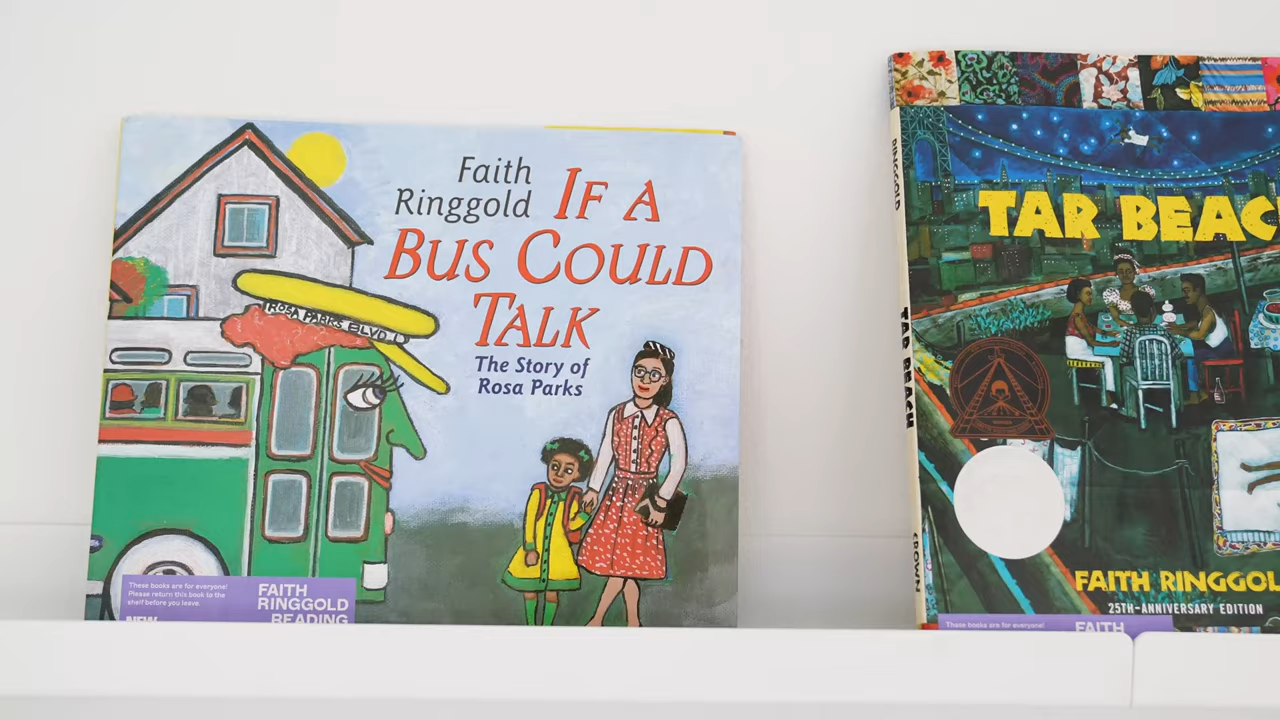 Faith
Ringgold
IF A
BUS COULD
TALK
The Story of
Rosa Parks
ROSA PARKS BLVD.
These books are for everyone!
Please return this book to the
shelf before you leave.
NEW
FAITH
RINGGOLD
READING
RINGGOLD
TAR BEACH
CROWN
TAR BEAC
FAITH RINGGOL
25TH-ANNIVERSARY EDITION
These books are for everyone!
FAITH